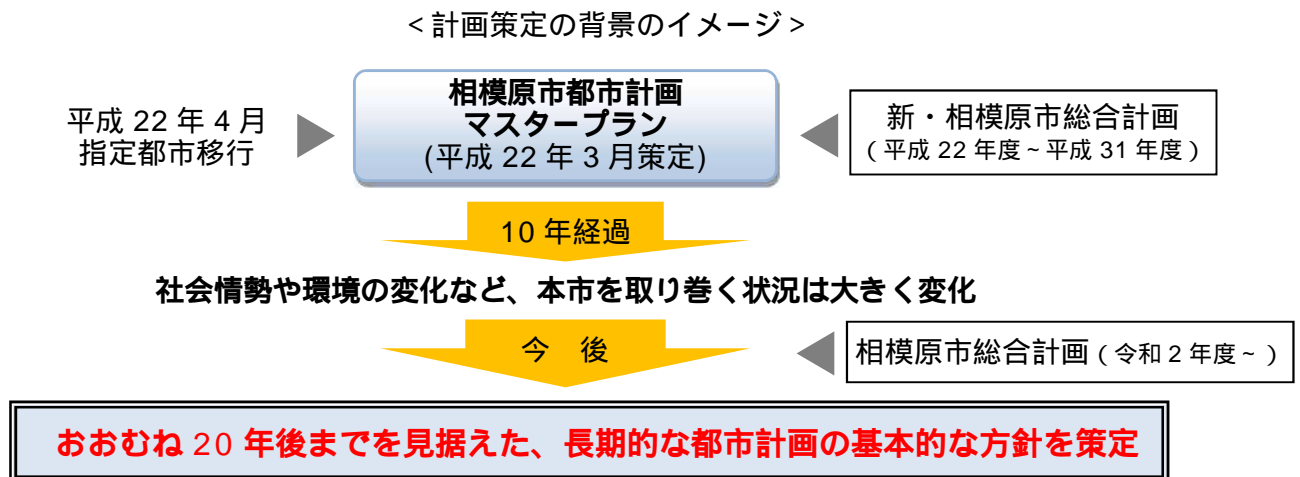 <計画策定の背景のイメージ>
平成 22 年 4 月
指定都市移行
相模原市都市計画
マスタープラン
(平成 22 年 3 月策定)
新・相模原市総合計画
(平成 22 年度~平成 31 年度)
10 年経過
社会情勢や環境の変化など、本市を取り巻く状況は大きく変化
今 後
相模原市総合計画(令和 2 年度~)
おおむね 20 年後までを見据えた、長期的な都市計画の基本的な方針を策定